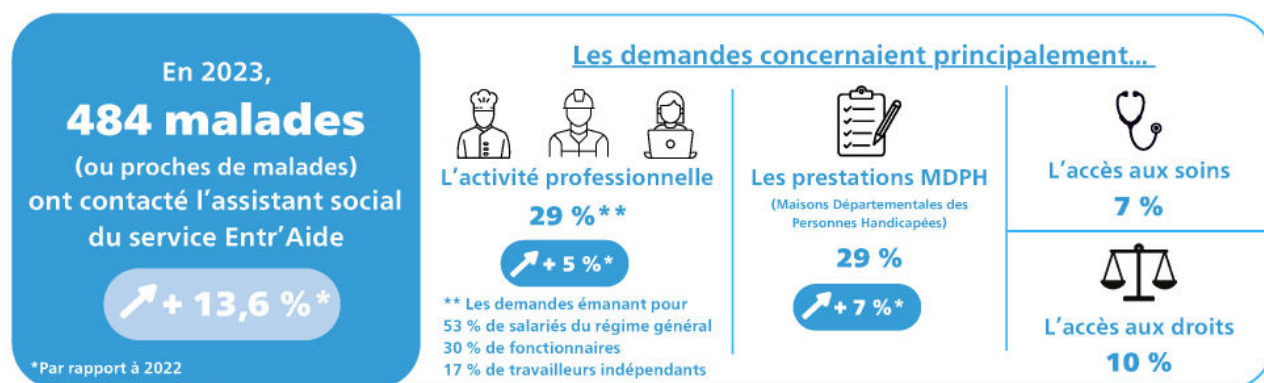 En 2023,
484 malades
(ou proches de malades)
ont contacté l'assistant social
du service Entr'Aide
+ 13,6 %*
*Par rapport à 2022
Les demandes concernaient principalement...
L'activité professionnelle
29 %**
+ 5 %*
** Les demandes émanant pour
53 % de salariés du régime général
30 % de fonctionnaires
17 % de travailleurs indépendants
Les prestations MDPH
(Maisons Départementales des
Personnes Handicapées)
29 %
+ 7 %*
L'accès aux soins
7 %
L'accès aux droits
10 %